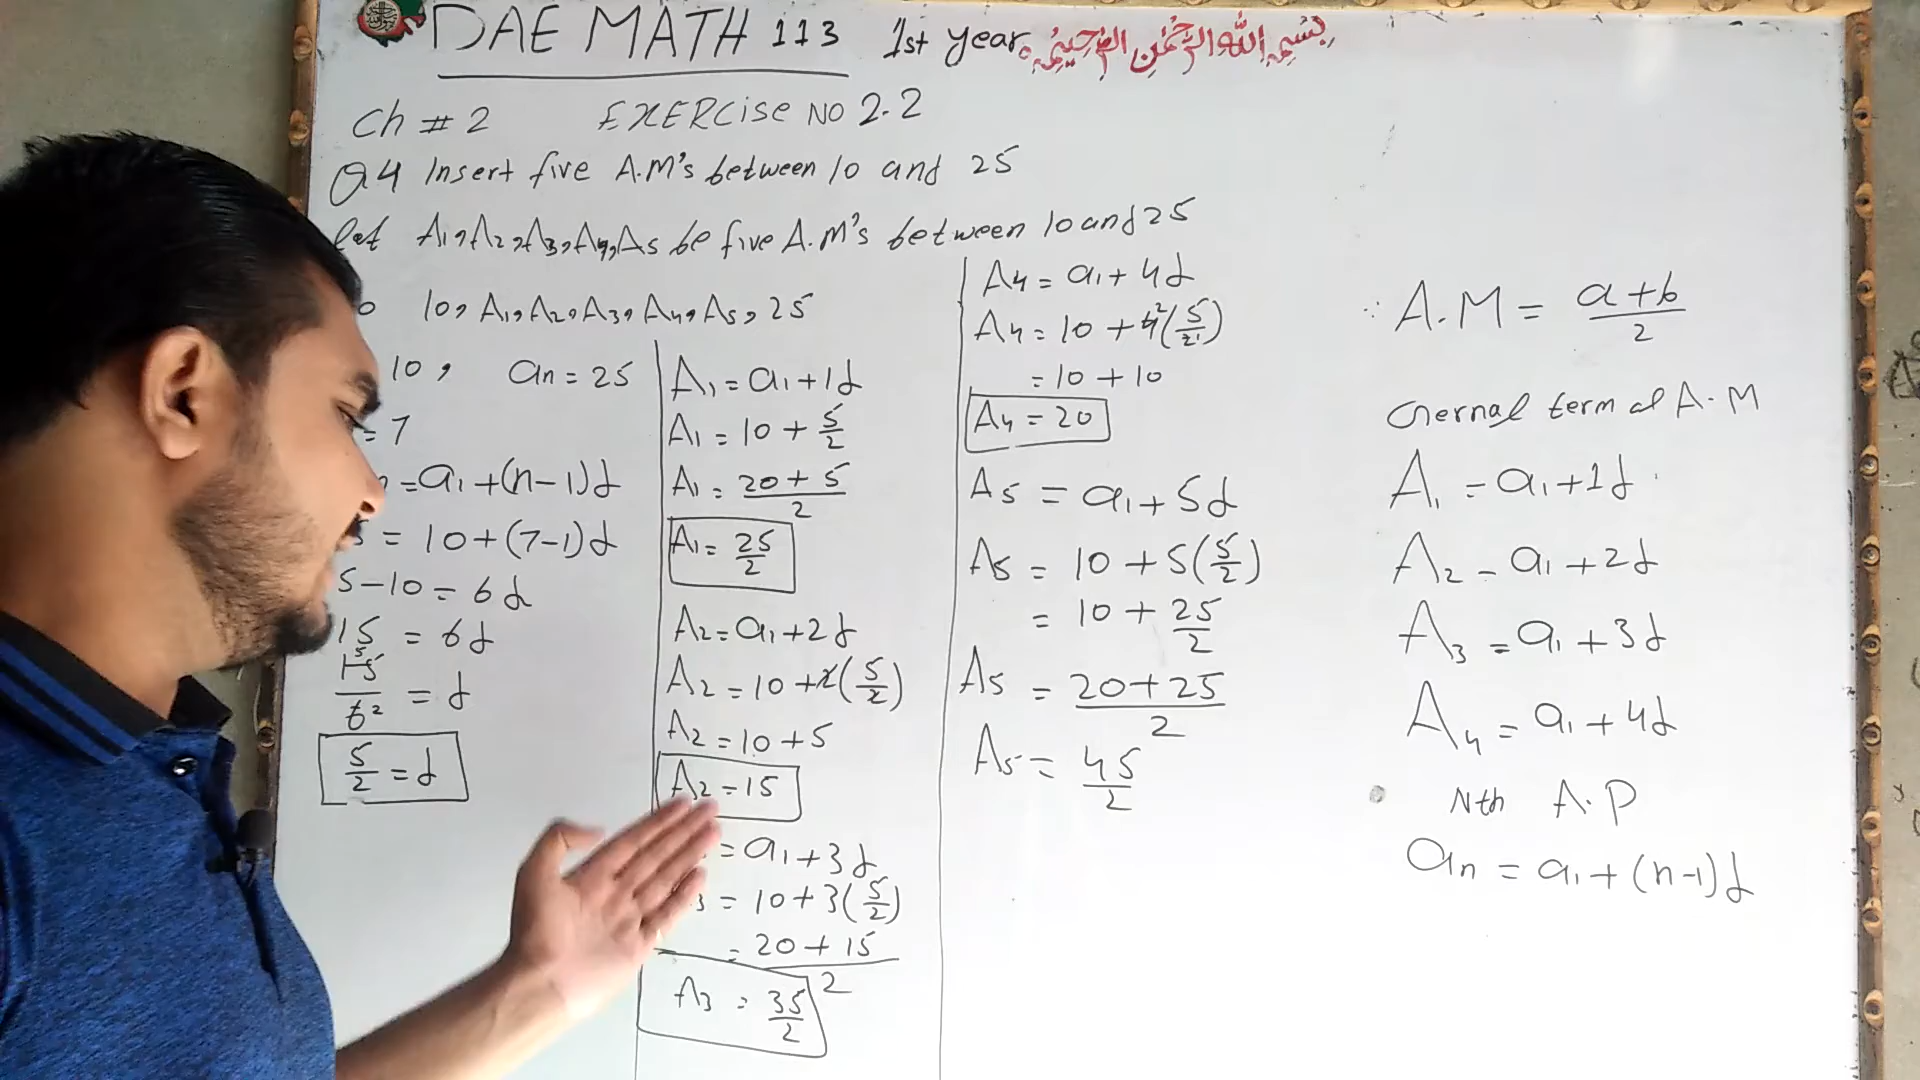 DAE MATH 113 1st year بسم الله الرحمن الرحيم
Ch # 2 EXERCise NO 2.2
Q4 Insert five A.M's between 10 and 25
let A₁, A₂, A₃, A₄, A₅ be five A.M's between 10 and 25
10, A₁, A₂, A₃, A₄, A₅, 25
10, an = 25
= 7
= a₁ + (n-1)d
= 10 + (7-1)d
5 - 10 = 6d
15 = 6d
15/6 5 2 = d
5/2 = d
A₁ = a₁ + 1d
A₁ = 10 + 5/2
A₁ = 20 + 5 / 2
A₁ = 25/2
A₂ = a₁ + 2d
A₂ = 10 + 2(5/2)
A₂ = 10 + 5
A₂ = 15
= a₁ + 3d
3 = 10 + 3(5/2)
= 20 + 15 / 2
A₃ = 35/2
A₄ = a₁ + 4d
A₄ = 10 + 4²(5/2¹)
= 10 + 10
A₄ = 20
A₅ = a₁ + 5d
A₅ = 10 + 5(5/2)
= 10 + 25/2
A₅ = 20 + 25 / 2
A₅ = 45/2
∵ A.M = a + b / 2
Gernal term of A.M
A₁ = a₁ + 1d
A₂ = a₁ + 2d
A₃ = a₁ + 3d
A₄ = a₁ + 4d
Nth A.P
an = a₁ + (n-1)d